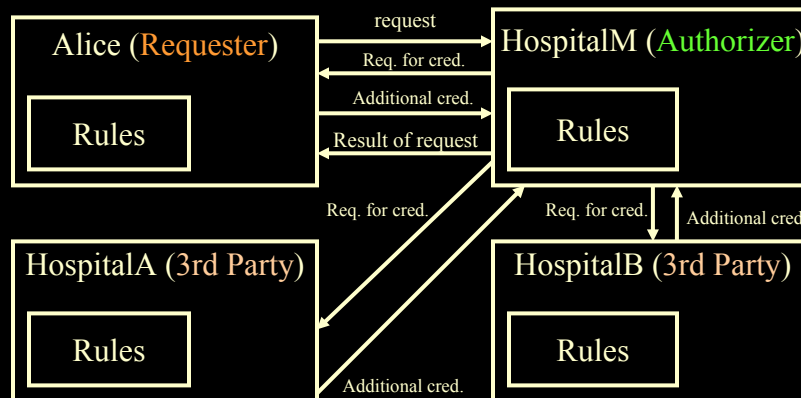 request
Alice (Requester)
HospitalM (Authorizer)
Req. for cred.
Additional cred.
Rules
Rules
Result of request
Req. for cred.
Req. for cred.
Additional cred.
HospitalA (3rd Party)
HospitalB (3rd Party)
Rules
Rules
Additional cred.